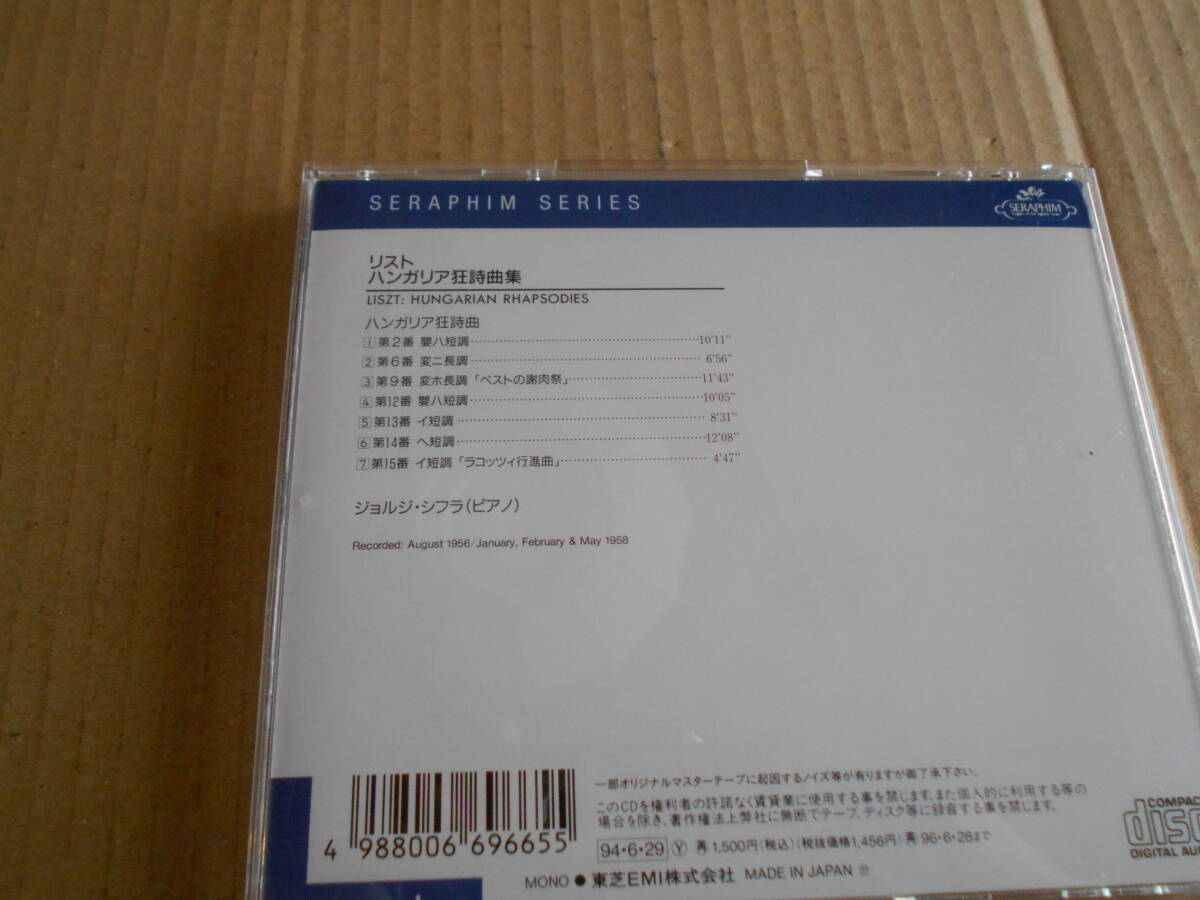 SERAPHIM SERIES
SERAPHIM
リスト
ハンガリア狂詩曲集
LISZT: HUNGARIAN RHAPSODIES
ハンガリア狂詩曲
1 第2番 嬰ハ短調 10'11"
2 第6番 変ニ長調 6'56"
3 第9番 変ホ長調「ペストの謝肉祭」 11'43"
4 第12番 嬰ハ短調 10'05"
5 第13番 イ短調 8'31"
6 第14番 ヘ短調 12'08"
7 第15番 イ短調「ラコッツィ行進曲」 4'47"
ジョルジ・シフラ(ピアノ)
Recorded: August 1956/January, February & May 1958
一部オリジナルマスターテープに起因するノイズ等が有りますが御了承下さい。
このCDを権利者の許諾なく賃貸業に使用する事を禁じます。また個人的に利用する等の
場合を除き、著作権法上弊社に無断でテープ、ディスク等に録音する事を禁じます。
94・6・29 Y 再 1,500円(税込)(税抜価格1,456円) 再 96・6・28まで
4 988006 696655
MONO ● 東芝EMI株式会社 MADE IN JAPAN
COMPACT
disc
DIGITAL AUDIO